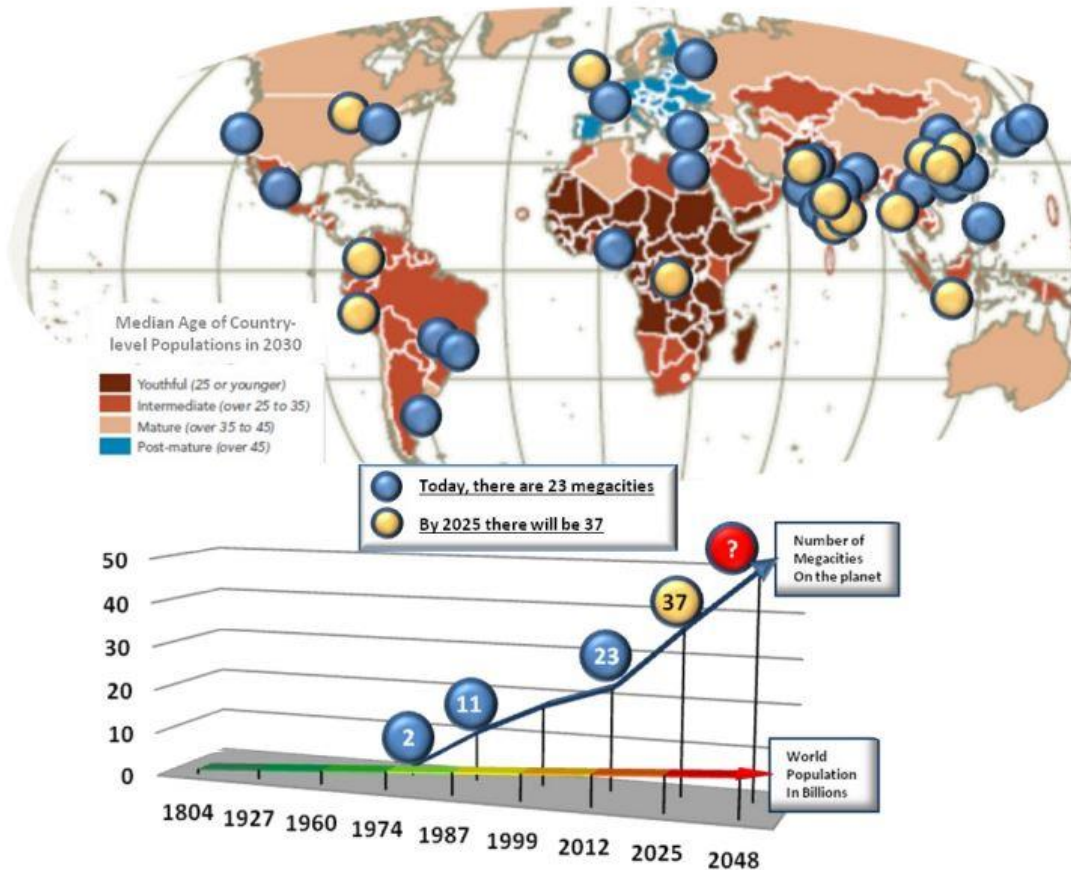 Median Age of Country-
level Populations in 2030
Youthful (25 or younger)
Intermediate (over 25 to 35)
Mature (over 35 to 45)
Post-mature (over 45)
Today, there are 23 megacities
By 2025 there will be 37
50
40
30
20
10
0
2
11
23
37
?
Number of
Megacities
On the planet
World
Population
In Billions
1804
1927
1960
1974
1987
1999
2012
2025
2048